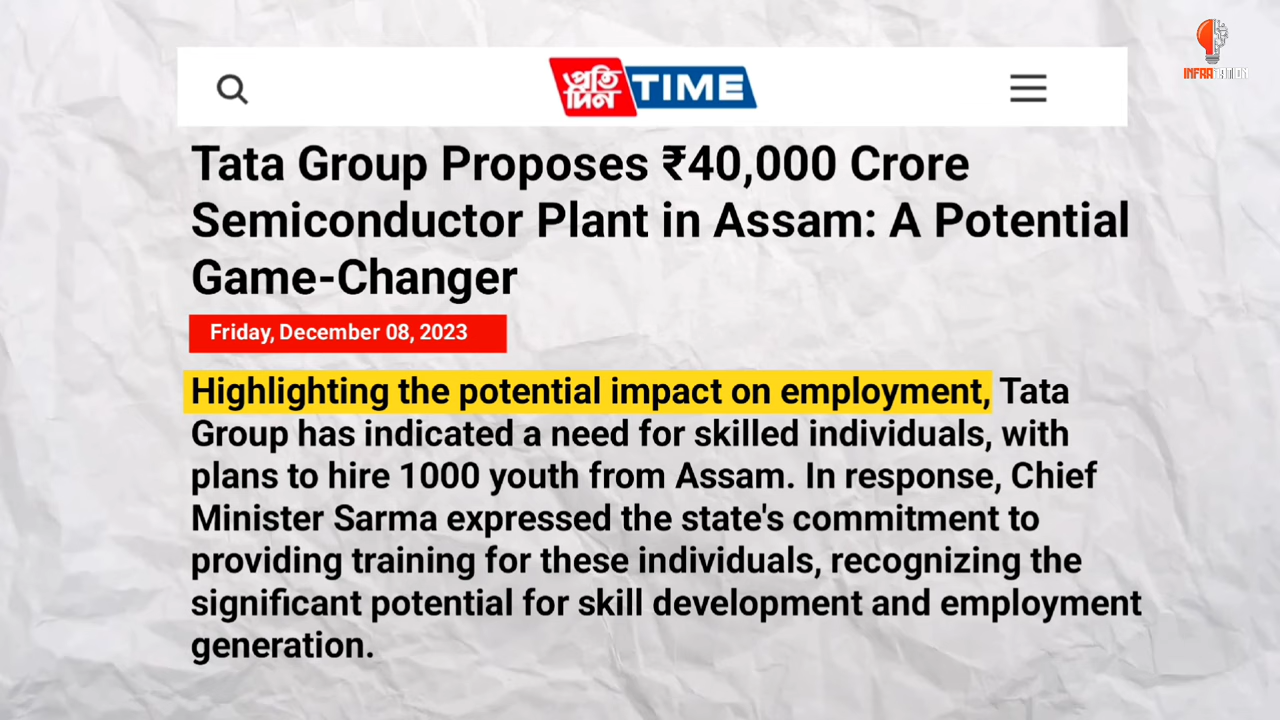 প্রতি
দিন
TIME
INFRANATION
Tata Group Proposes ₹40,000 Crore
Semiconductor Plant in Assam: A Potential
Game-Changer
Friday, December 08, 2023
Highlighting the potential impact on employment, Tata
Group has indicated a need for skilled individuals, with
plans to hire 1000 youth from Assam. In response, Chief
Minister Sarma expressed the state's commitment to
providing training for these individuals, recognizing the
significant potential for skill development and employment
generation.